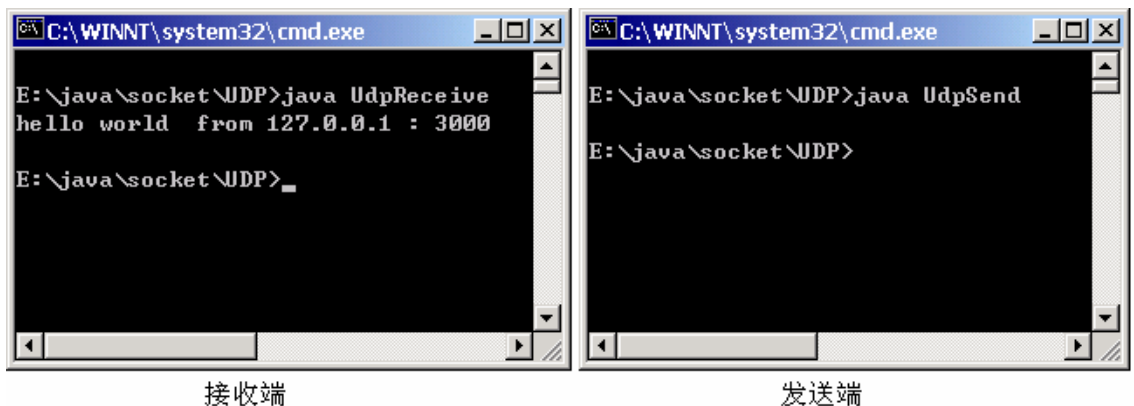 C:\WINNT\system32\cmd.exe
E:\java\socket\UDP>java UdpReceive
hello world  from 127.0.0.1 : 3000
E:\java\socket\UDP>_
接收端
C:\WINNT\system32\cmd.exe
E:\java\socket\UDP>java UdpSend
E:\java\socket\UDP>
发送端